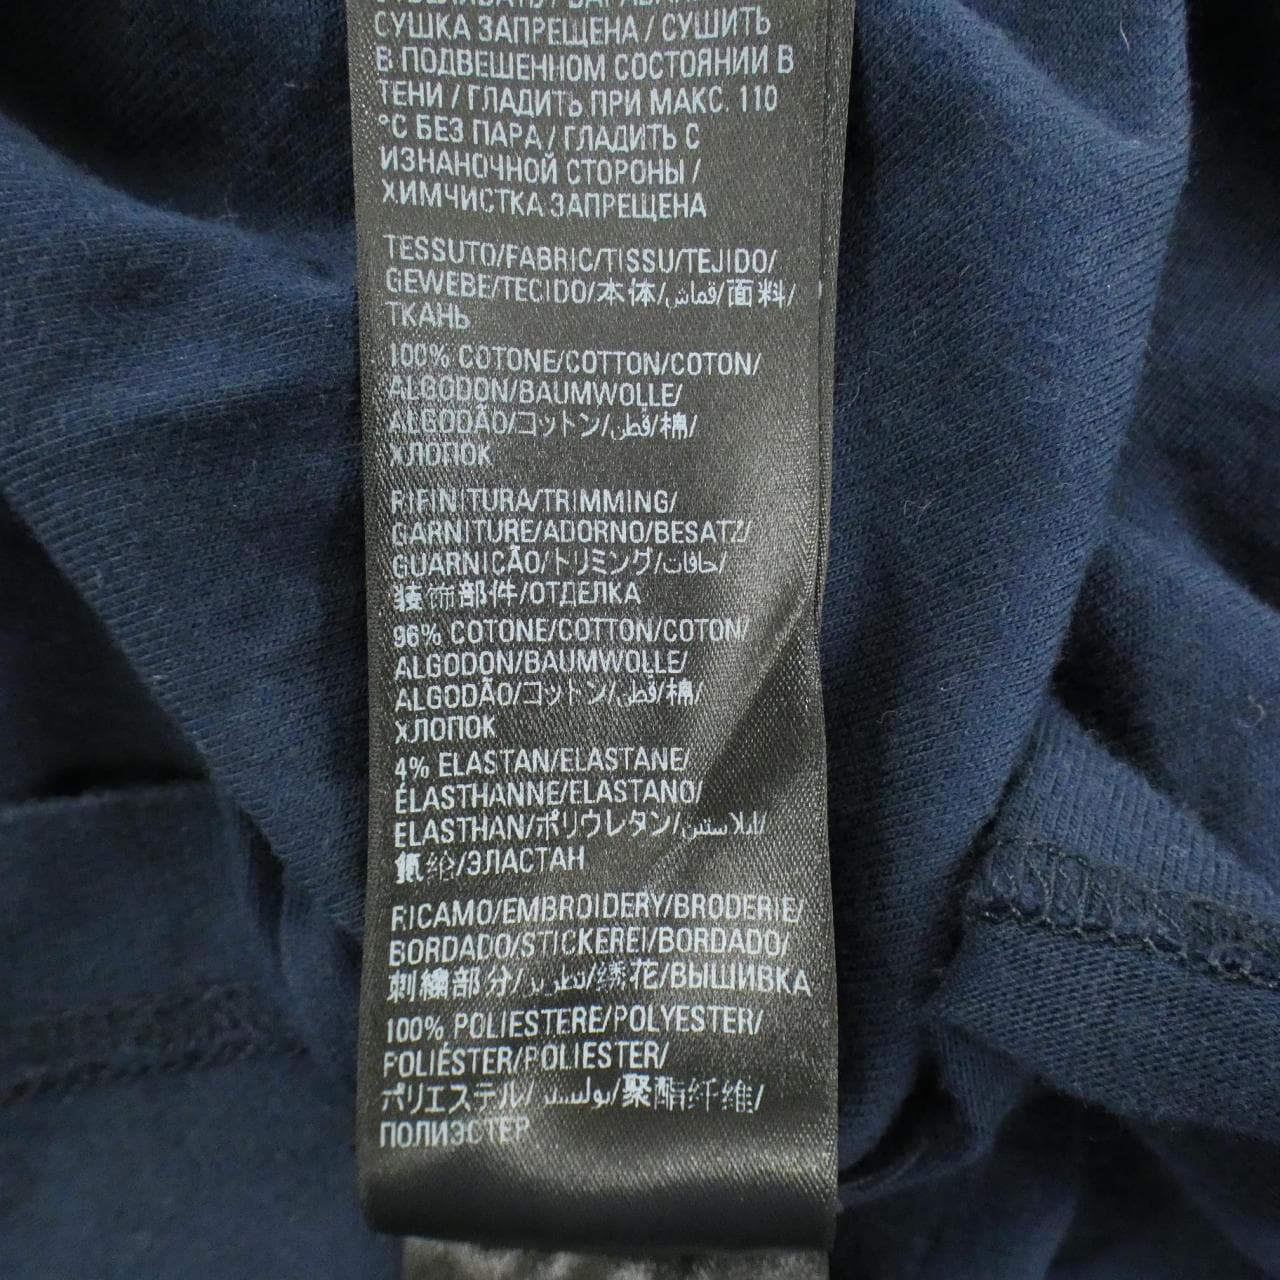 СУШКА ЗАПРЕЩЕНА / СУШИТЬ
В ПОДВЕШЕННОМ СОСТОЯНИИ В
ТЕНИ / ГЛАДИТЬ ПРИ МАКС. 110
°C БЕЗ ПАРА / ГЛАДИТЬ С
ИЗНАНОЧНОЙ СТОРОНЫ /
ХИМЧИСТКА ЗАПРЕЩЕНА
TESSUTO/FABRIC/TISSU/TEJIDO/
GEWEBE/TECIDO/本体/قماش/面料/
ТКАНЬ
100% COTONE/COTTON/COTON/
ALGODON/BAUMWOLLE/
ALGODÃO/コットン/قطن/棉/
ХЛОПОК
RIFINITURA/TRIMMING/
GARNITURE/ADORNO/BESATZ/
GUARNICÃO/トリミング/حافات/
装饰部件/ОТДЕЛКА
96% COTONE/COTTON/COTON/
ALGODON/BAUMWOLLE/
ALGODÃO/コットン/قطن/棉/
ХЛОПОК
4% ELASTAN/ELASTANE/
ÉLASTHANNE/ELASTANO/
ELASTHAN/ポリウレタン/إيلاستين/
氨纶/ЭЛАСТАН
RICAMO/EMBROIDERY/BRODERIE/
BORDADO/STICKEREI/BORDADO/
刺繍部分/تطريز/绣花/ВЫШИВКА
100% POLIESTERE/POLYESTER/
POLIÉSTER/POLIESTER/
ポリエステル/بوليستر/聚酯纤维/
ПОЛИЭСТЕР